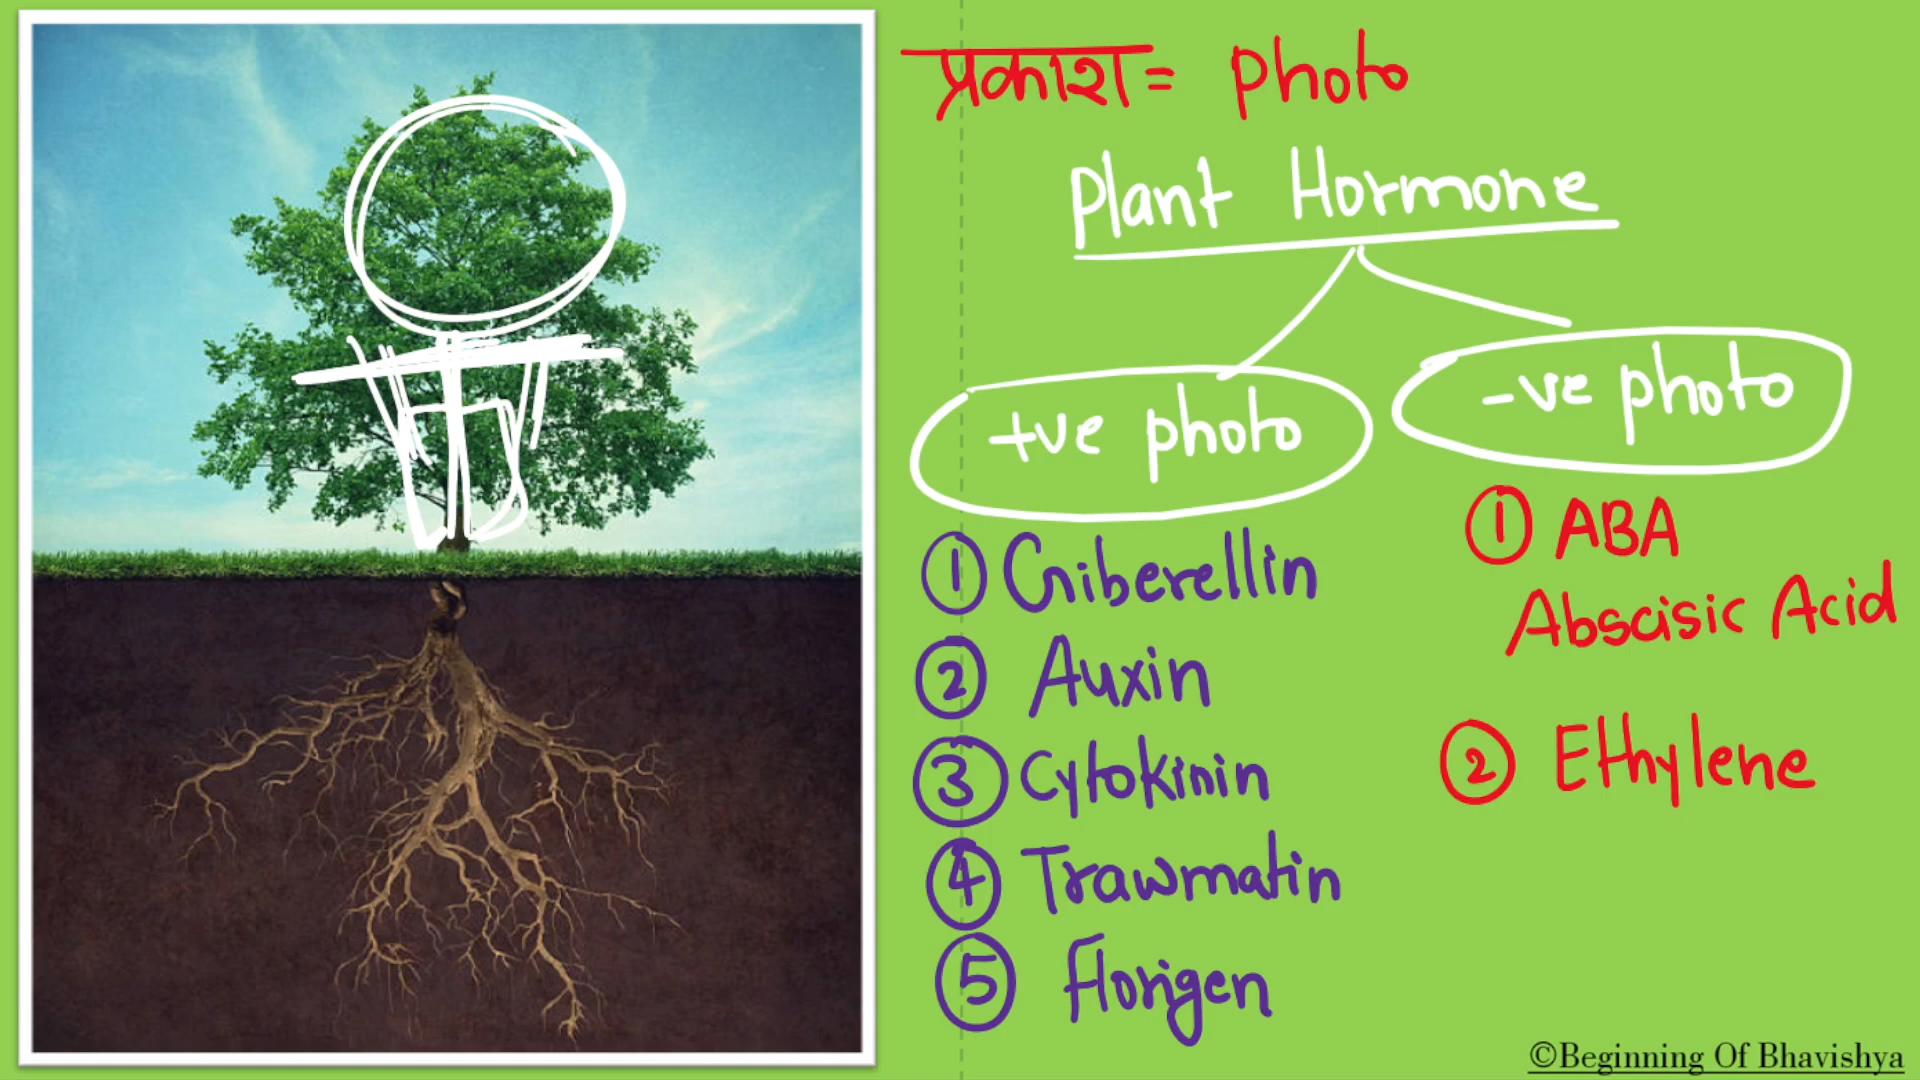 प्रकाश = photo
Plant Hormone
+ve photo
-ve photo
① Giberellin
② Auxin
③ Cytokinin
④ Trawmatin
⑤ Florigen
① ABA
Abscisic Acid
② Ethylene
©Beginning Of Bhavishya